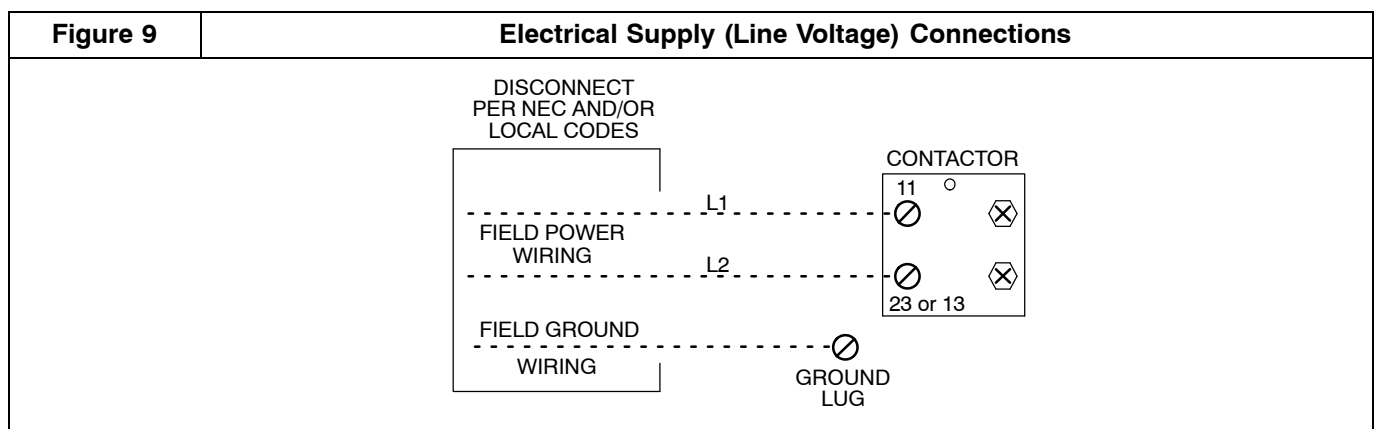 Figure 9
Electrical Supply (Line Voltage) Connections
DISCONNECT
PER NEC AND/OR
LOCAL CODES
CONTACTOR
11
L1
FIELD POWER
WIRING
L2
23 or 13
FIELD GROUND
WIRING
GROUND
LUG